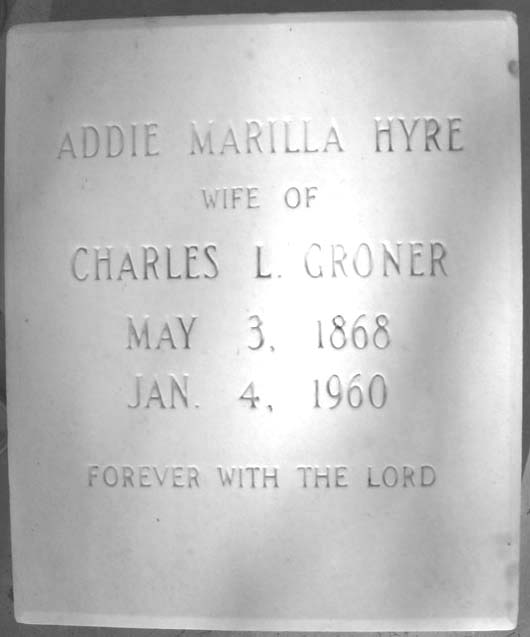 ADDIE MARILLA HYRE
WIFE OF
CHARLES L. GRONER
MAY 3, 1868
JAN. 4, 1960
FOREVER WITH THE LORD